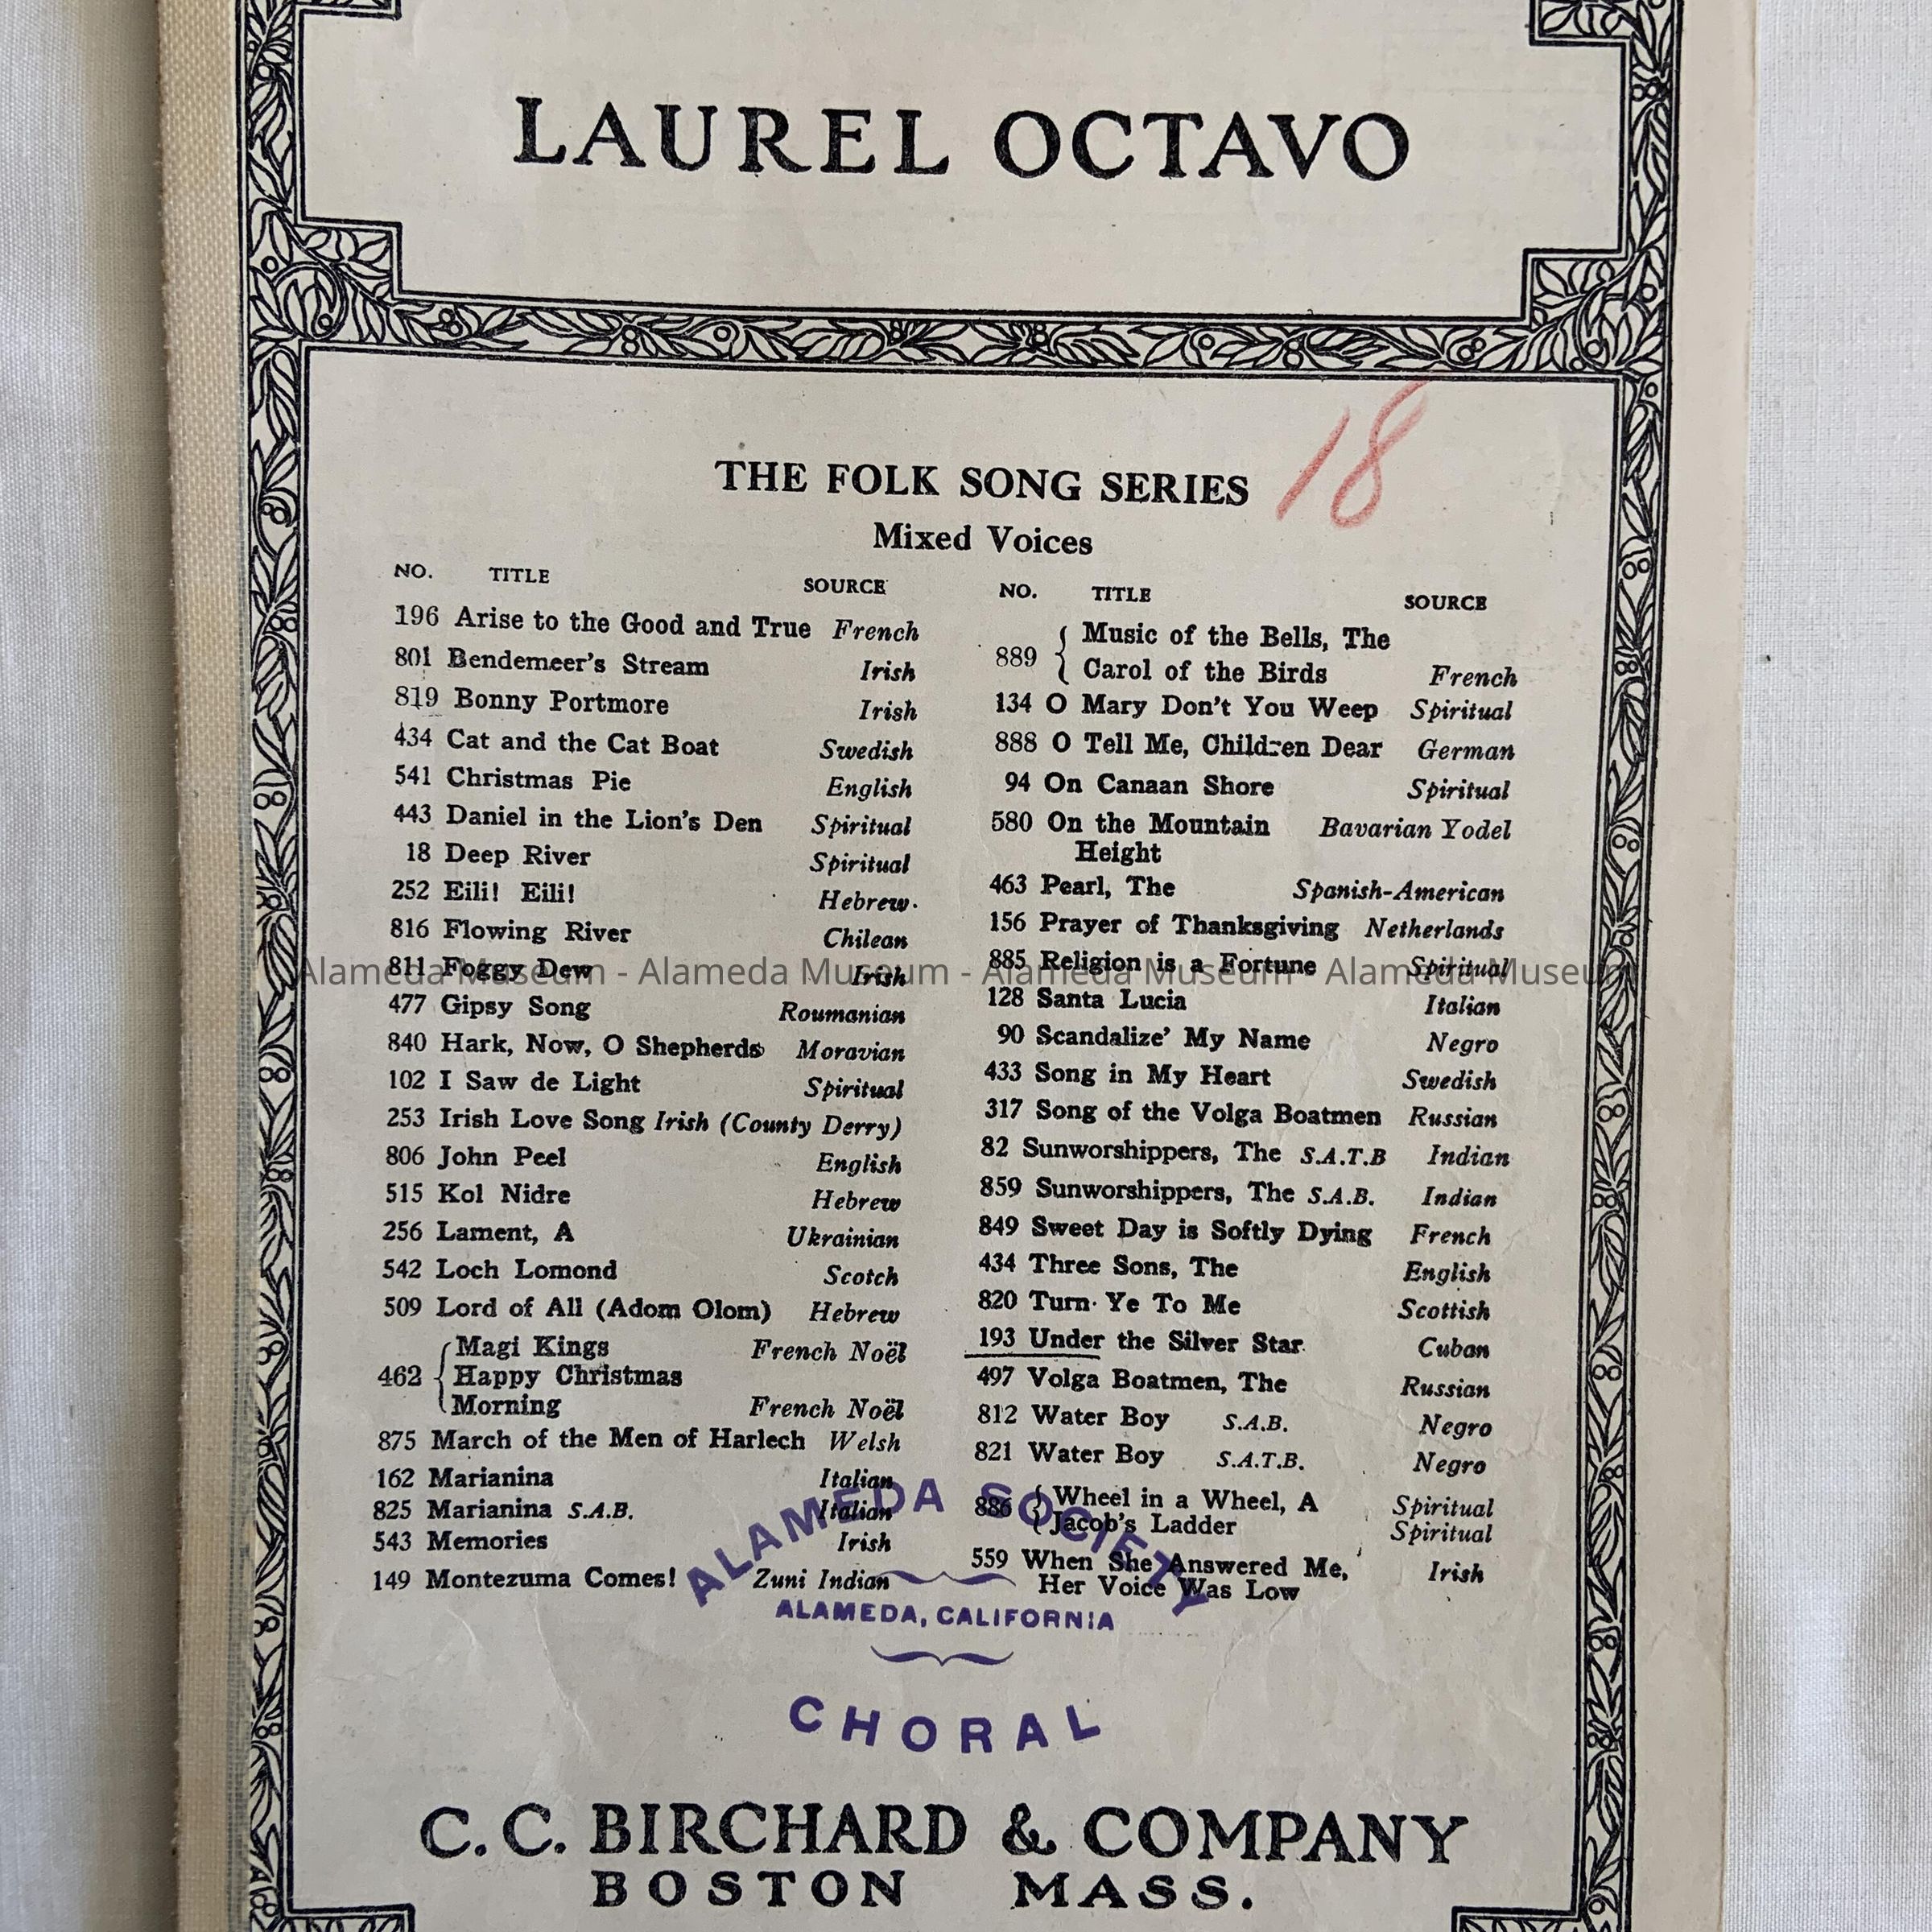 LAUREL OCTAVO
18
THE FOLK SONG SERIES
Mixed Voices
NO. TITLE SOURCE
196 Arise to the Good and True French
801 Bendemeer's Stream Irish
819 Bonny Portmore Irish
434 Cat and the Cat Boat Swedish
541 Christmas Pie English
443 Daniel in the Lion's Den Spiritual
18 Deep River Spiritual
252 Eili! Eili! Hebrew
816 Flowing River Chilean
811 Foggy Dew Irish
477 Gipsy Song Roumanian
840 Hark, Now, O Shepherds Moravian
102 I Saw de Light Spiritual
253 Irish Love Song Irish (County Derry)
806 John Peel English
515 Kol Nidre Hebrew
256 Lament, A Ukrainian
542 Loch Lomond Scotch
509 Lord of All (Adom Olom) Hebrew
Magi Kings French Noël
462 Happy Christmas
Morning French Noël
875 March of the Men of Harlech Welsh
162 Marianina Italian
825 Marianina S.A.B. Italian
543 Memories Irish
149 Montezuma Comes! Zuni Indian
NO. TITLE SOURCE
Music of the Bells, The
889 Carol of the Birds French
134 O Mary Don't You Weep Spiritual
888 O Tell Me, Children Dear German
94 On Canaan Shore Spiritual
580 On the Mountain Bavarian Yodel
Height
463 Pearl, The Spanish-American
156 Prayer of Thanksgiving Netherlands
885 Religion is a Fortune Spiritual
128 Santa Lucia Italian
90 Scandalize' My Name Negro
433 Song in My Heart Swedish
317 Song of the Volga Boatmen Russian
82 Sunworshippers, The S.A.T.B Indian
859 Sunworshippers, The S.A.B. Indian
849 Sweet Day is Softly Dying French
434 Three Sons, The English
820 Turn Ye To Me Scottish
193 Under the Silver Star Cuban
497 Volga Boatmen, The Russian
812 Water Boy S.A.B. Negro
821 Water Boy S.A.T.B. Negro
886 Wheel in a Wheel, A Spiritual
Jacob's Ladder Spiritual
559 When She Answered Me, Irish
Her Voice Was Low
Alameda Museum - Alameda Museum - Alameda Museum - Alameda Museum
ALAMEDA SOCIETY
ALAMEDA, CALIFORNIA
CHORAL
C. C. BIRCHARD & COMPANY
BOSTON MASS.